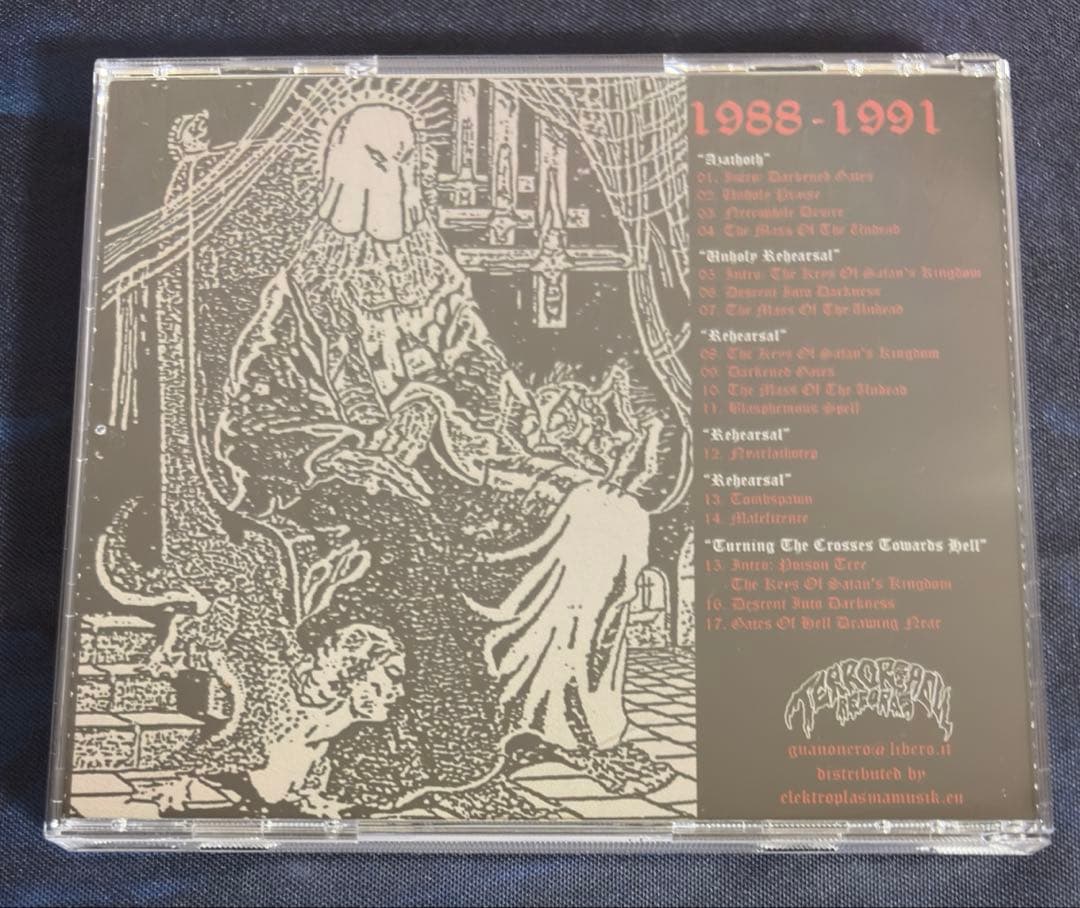 1988-1991
"Azathoth"
01. Intro: Darkened Gates
02. Unholy Praise
03. Necrophile Desire
04. The Mass Of The Undead
"Unholy Rehearsal"
05. Intro: The Keys Of Satan's Kingdom
06. Descent Into Darkness
07. The Mass Of The Undead
"Rehearsal"
08. The Keys Of Satan's Kingdom
09. Darkened Gates
10. The Mass Of The Undead
11. Blasphemous Spell
"Rehearsal"
12.
"Rehearsal"
13. Tombspawn
14. Maleficence
"Turning The Crosses Towards Hell"
15. Intro: Poison Tree
The Keys Of Satan's Kingdom
16. Descent Into Darkness
17. Gates Of Hell Drawing Near
TERROREAPH
RECORDS
guanonero@libero.it
distributed by
elektroplasmamusik.eu